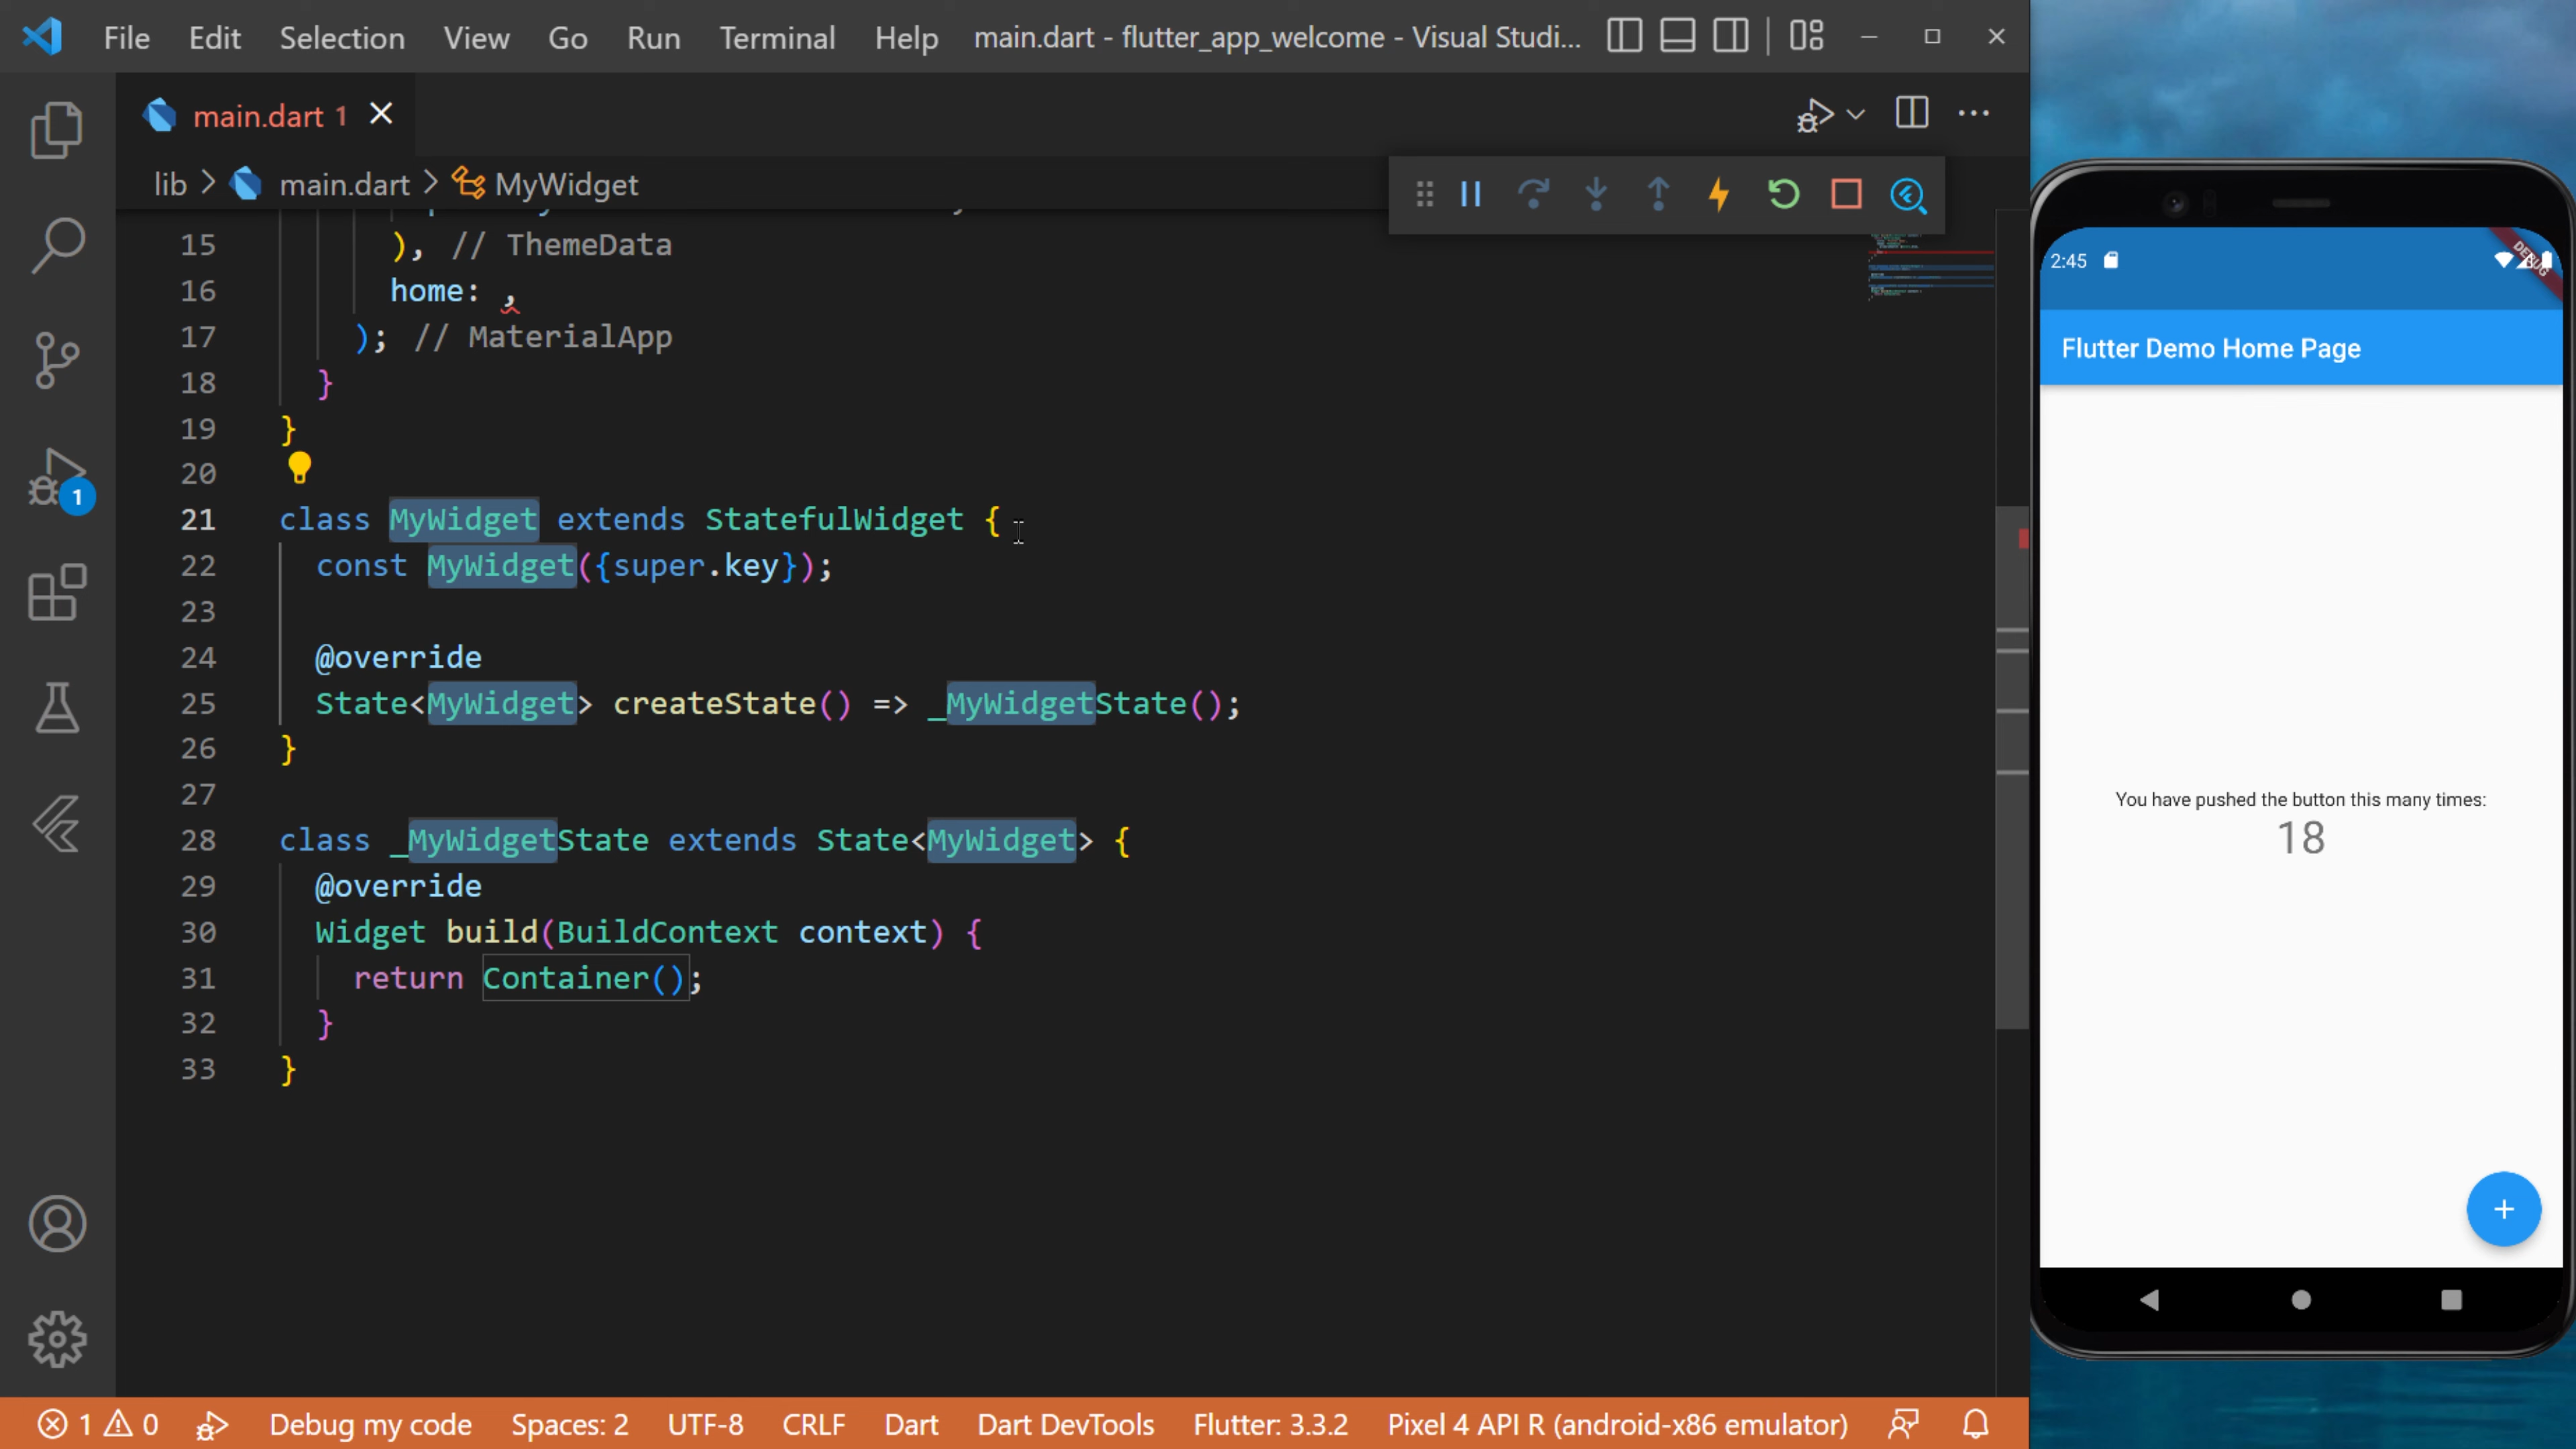 File Edit Selection View Go Run Terminal Help main.dart - flutter_app_welcome - Visual Studi...
main.dart 1
lib > main.dart > MyWidget
15 ), // ThemeData
16 home: ,
17 ); // MaterialApp
18 }
19 }
20
21 class MyWidget extends StatefulWidget {
22 const MyWidget({super.key});
23
24 @override
25 State<MyWidget> createState() => _MyWidgetState();
26 }
27
28 class _MyWidgetState extends State<MyWidget> {
29 @override
30 Widget build(BuildContext context) {
31 return Container();
32 }
33 }
1
1 0 Debug my code Spaces: 2 UTF-8 CRLF Dart Dart DevTools Flutter: 3.3.2 Pixel 4 API R (android-x86 emulator)
2:45
DEBUG
Flutter Demo Home Page
You have pushed the button this many times:
18
+